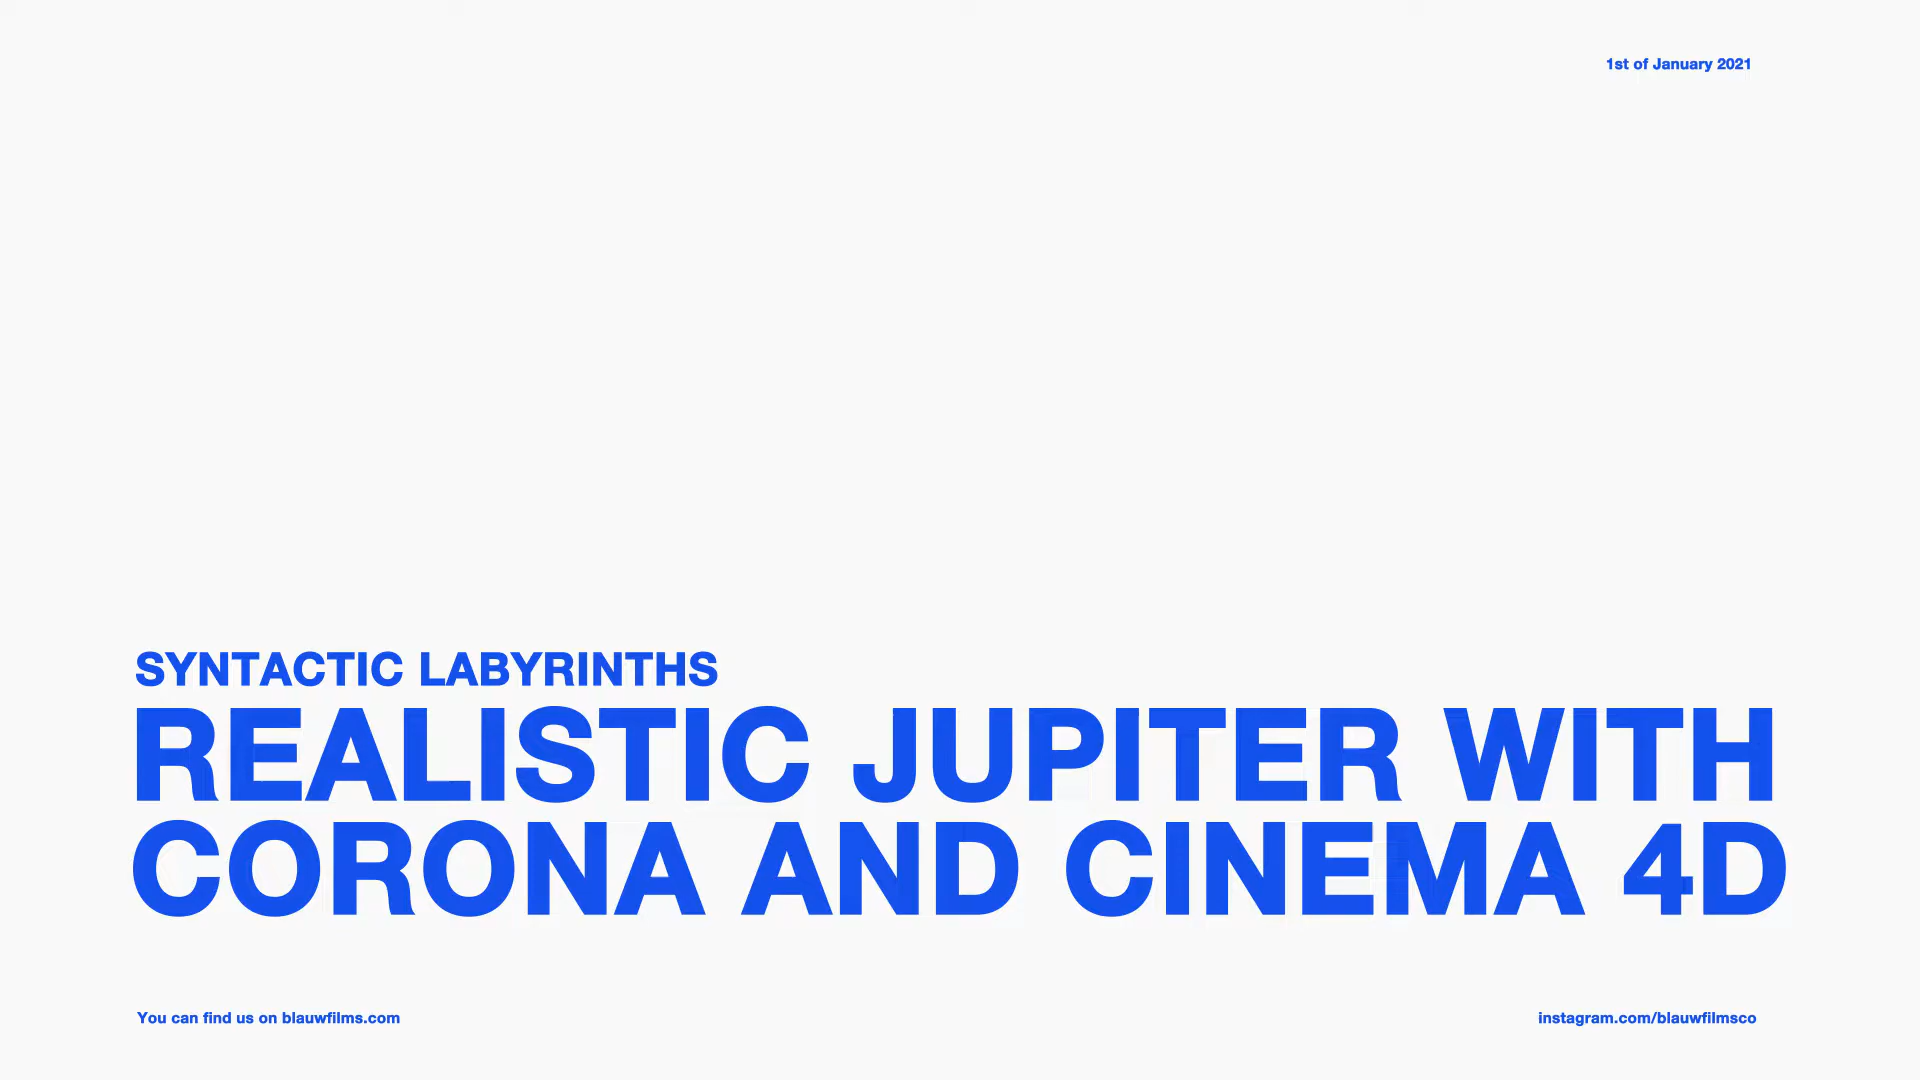 1st of January 2021
SYNTACTIC LABYRINTHS
REALISTIC JUPITER WITH
CORONA AND CINEMA 4D
You can find us on blauwfilms.com
instagram.com/blauwfilmsco